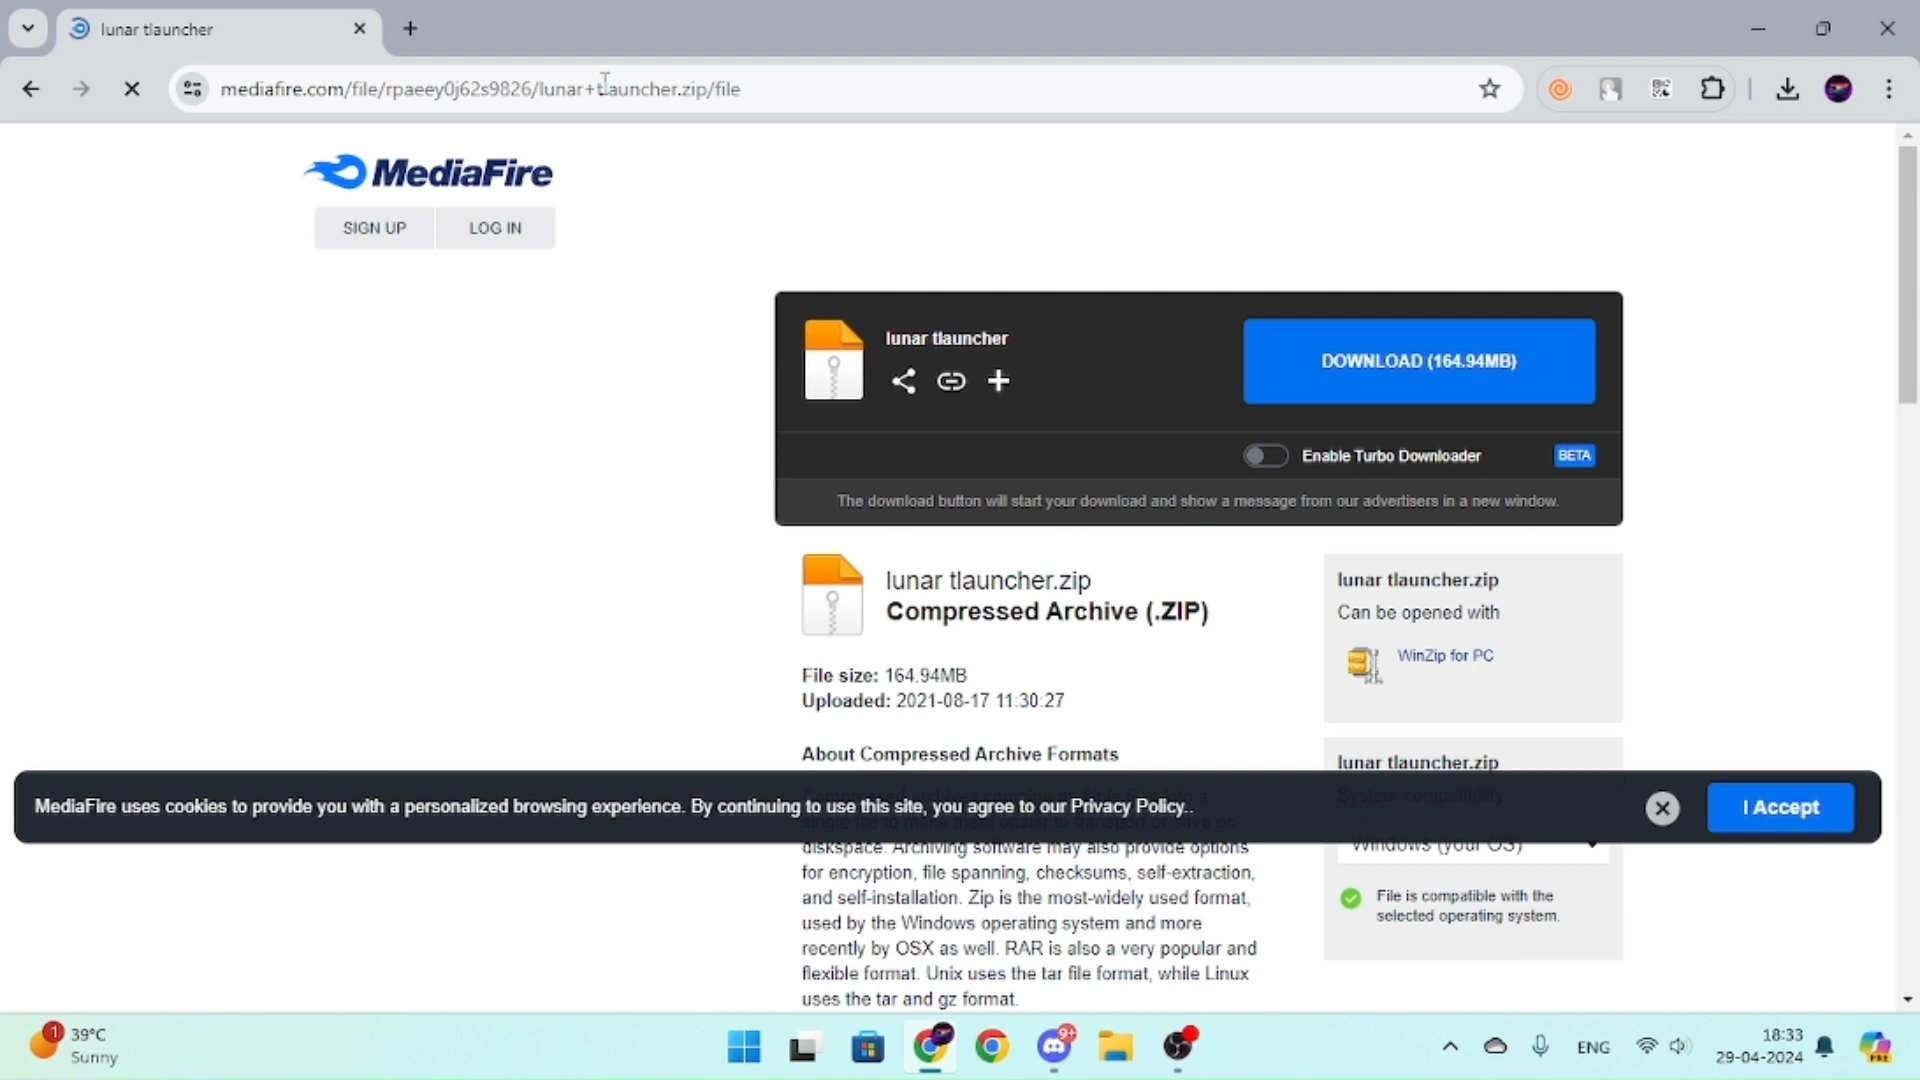 lunar tlauncher
mediafire.com/file/rpaeey0j62s9826/lunar+tlauncher.zip/file
MediaFire
SIGN UP
LOG IN
lunar tlauncher
DOWNLOAD (164.94MB)
Enable Turbo Downloader
BETA
The download button will start your download and show a message from our advertisers in a new window.
lunar tlauncher.zip
Compressed Archive (.ZIP)
File size: 164.94MB
Uploaded: 2021-08-17 11:30:27
lunar tlauncher.zip
Can be opened with
WinZip for PC
About Compressed Archive Formats
lunar tlauncher.zip
System compatibility
MediaFire uses cookies to provide you with a personalized browsing experience. By continuing to use this site, you agree to our Privacy Policy..
I Accept
Windows (your OS)
diskspace. Archiving software may also provide options
for encryption, file spanning, checksums, self-extraction,
and self-installation. Zip is the most-widely used format,
used by the Windows operating system and more
recently by OSX as well. RAR is also a very popular and
flexible format. Unix uses the tar file format, while Linux
uses the tar and gz format.
File is compatible with the
selected operating system.
1
39°C
Sunny
9+
ENG
18:33
29-04-2024
PRE